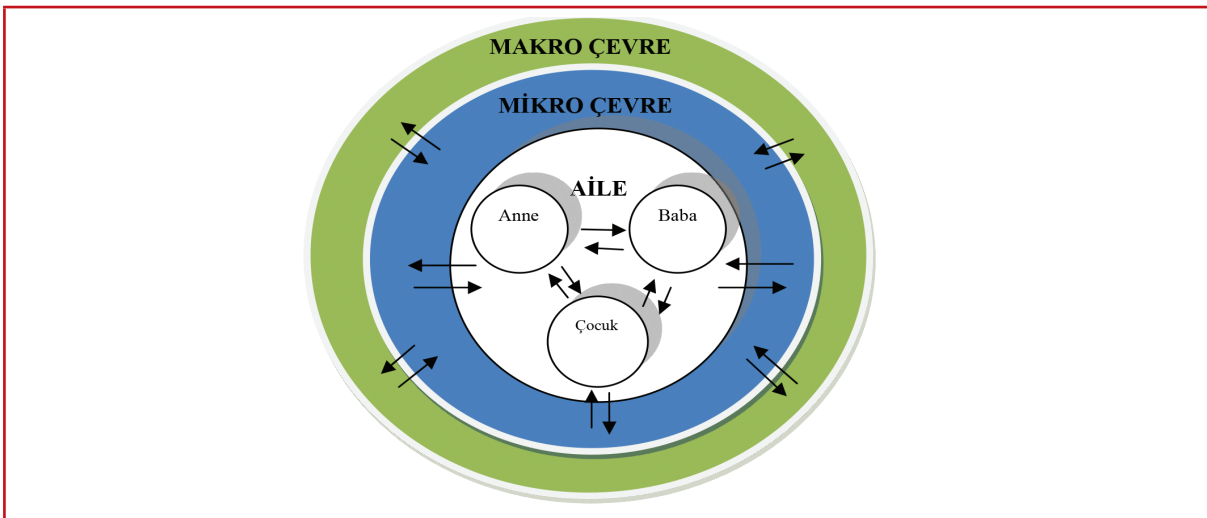 MAKRO ÇEVRE
MİKRO ÇEVRE
AİLE
Anne
Baba
Çocuk